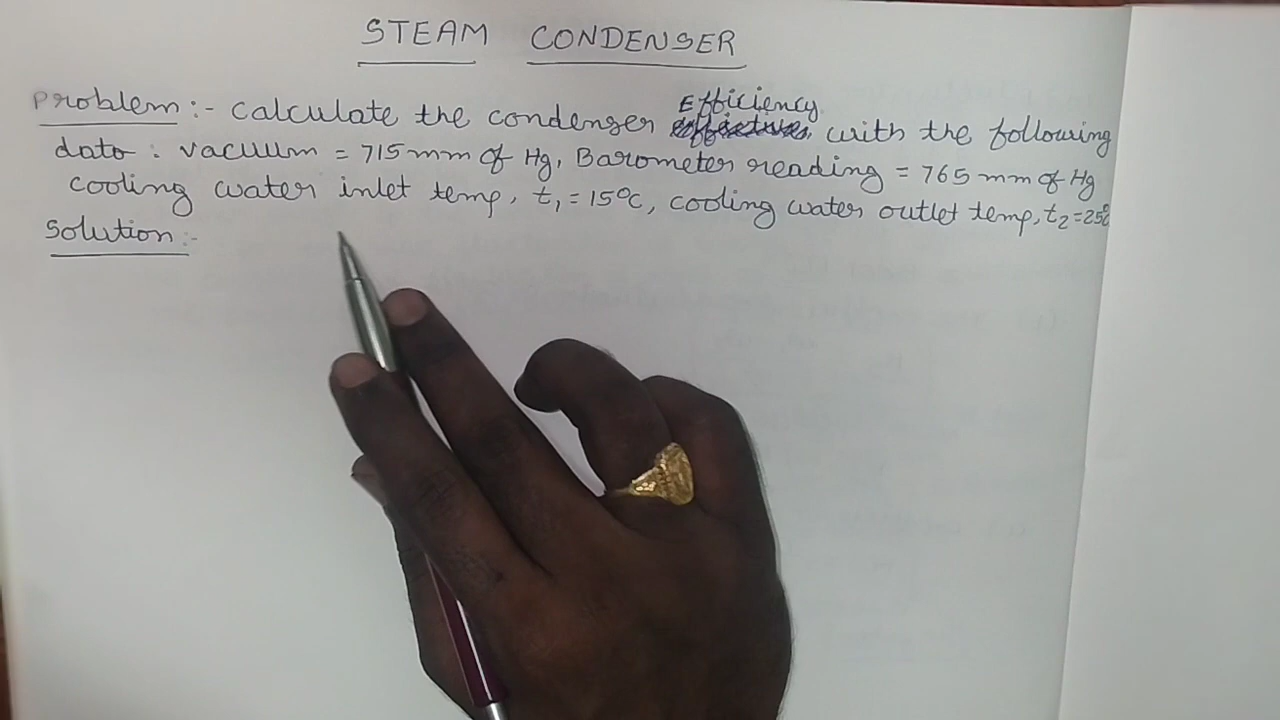 STEAM CONDENSER
Problem:- Calculate the condenser Efficiency with the following
data: vacuum = 715 mm of Hg, Barometer reading = 765 mm of Hg
cooling water inlet temp, t₁ = 15°C, cooling water outlet temp, t₂ = 25°C
Solution:-